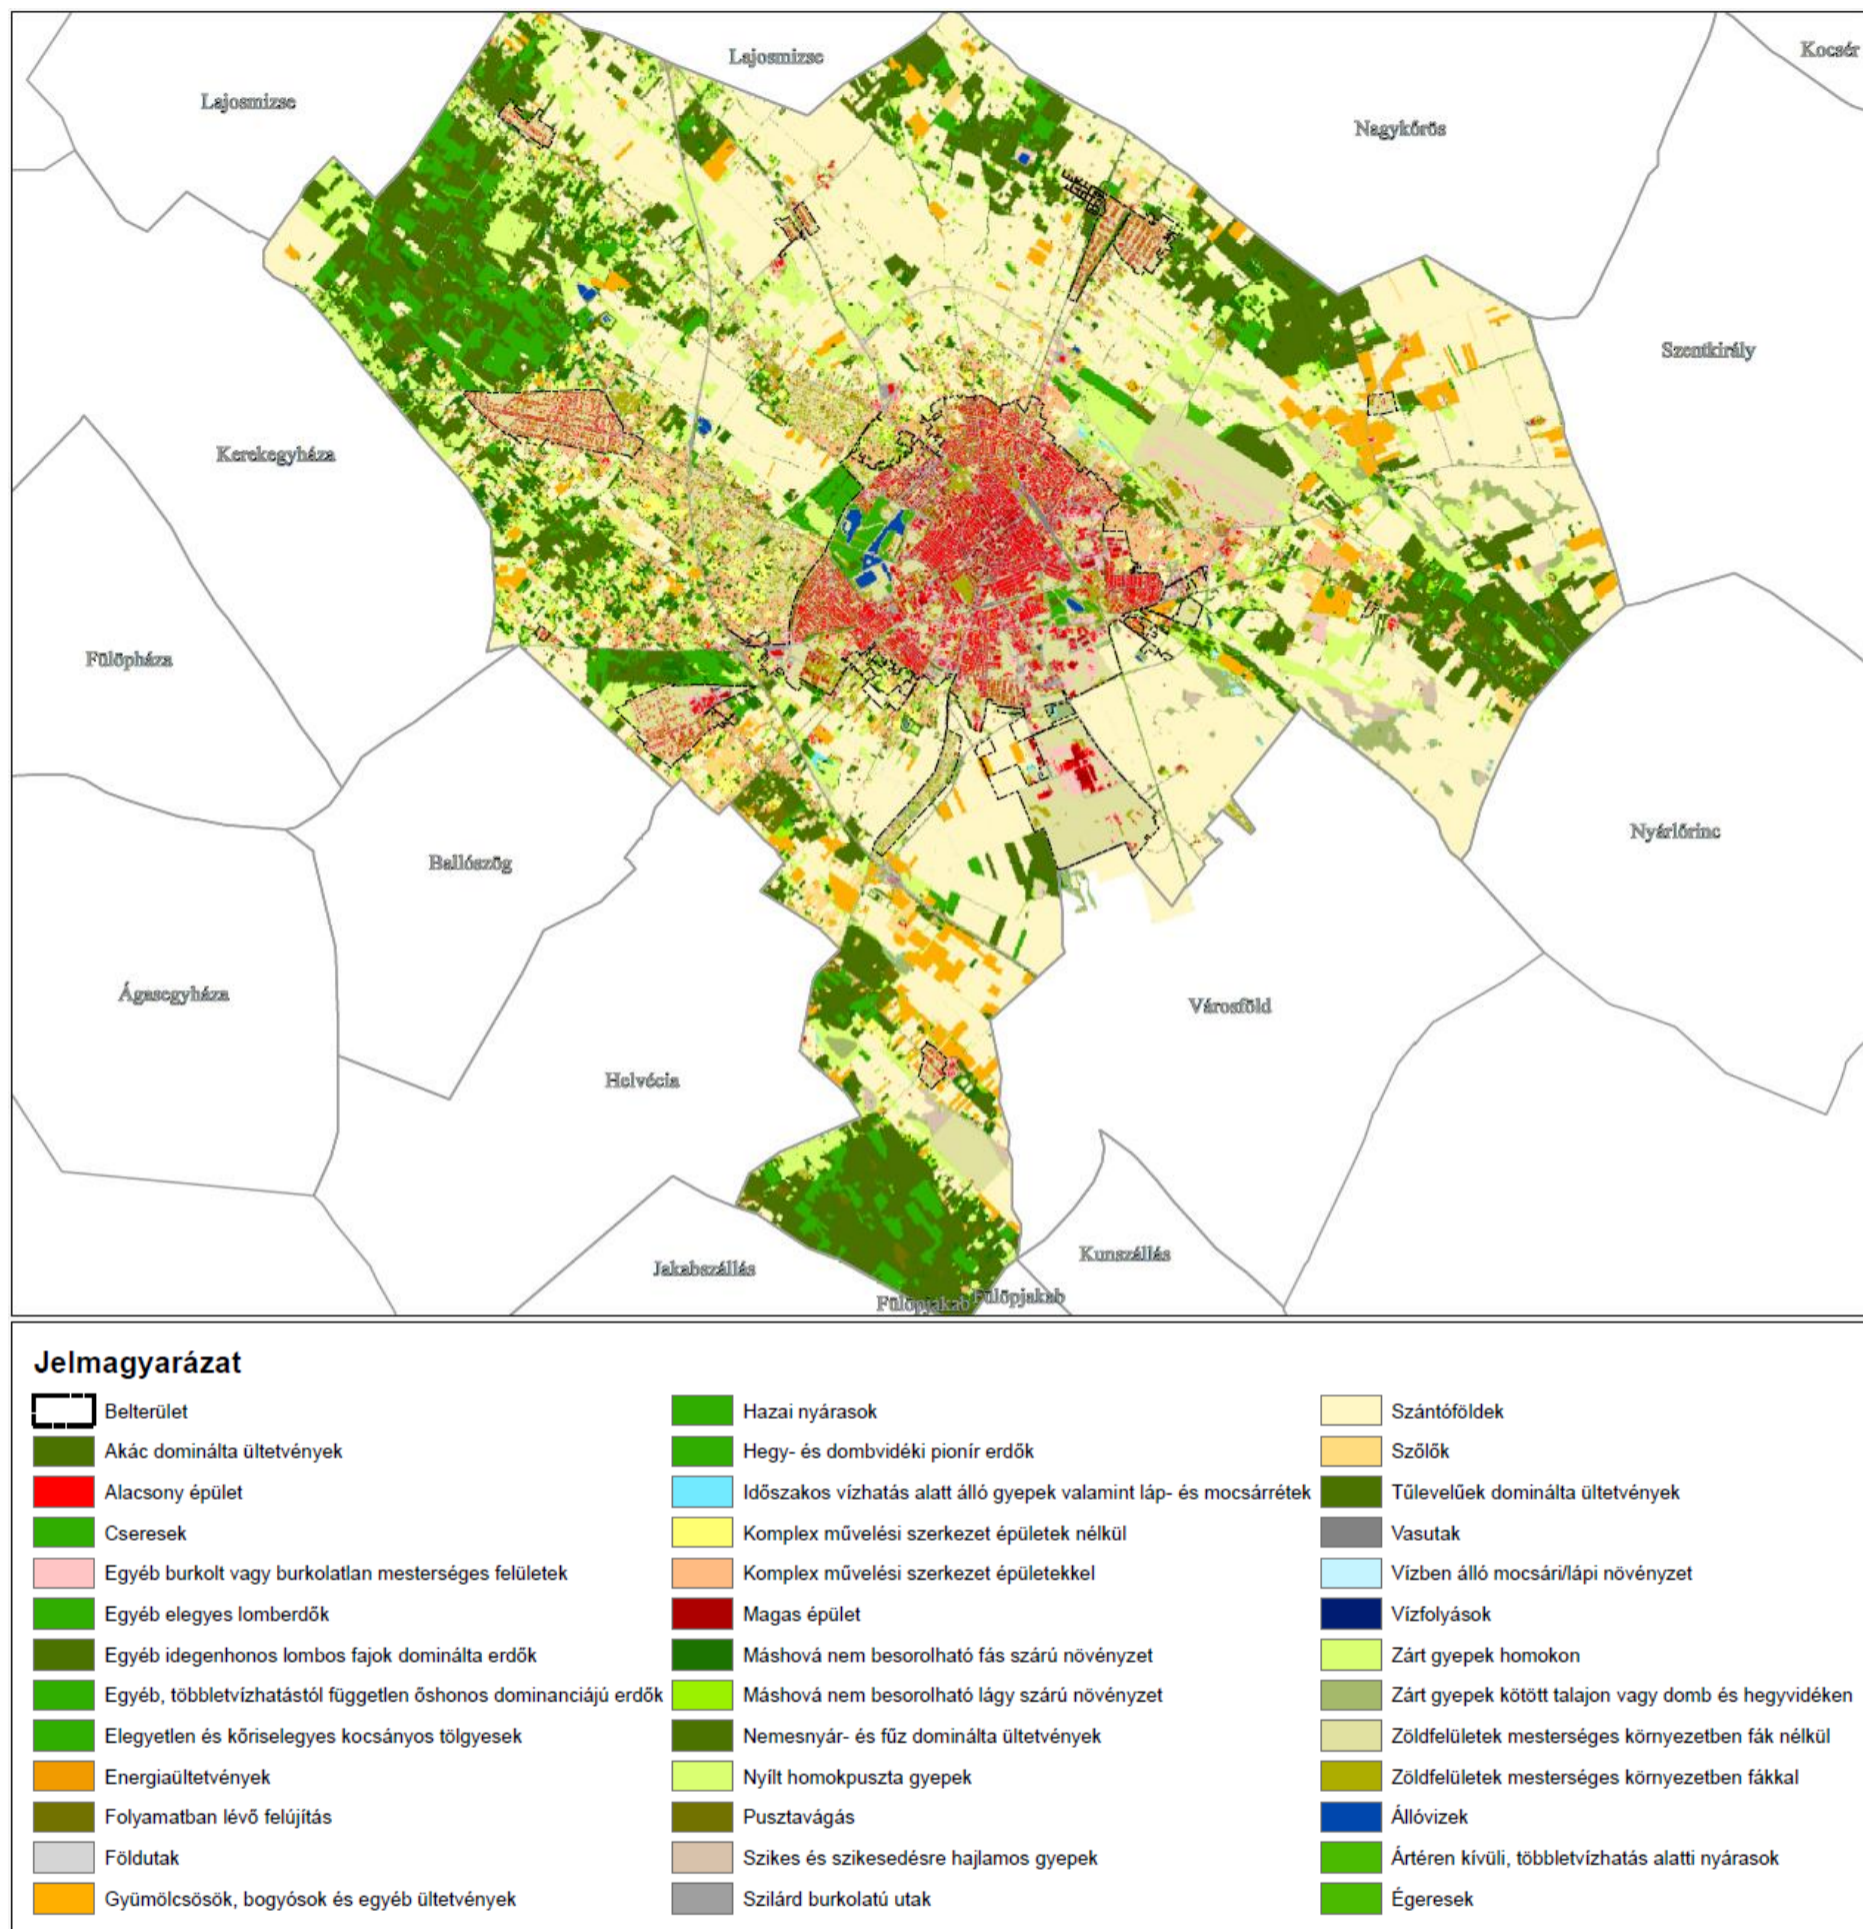 Lajosmizse
Kocsér
Lajosmizse
Nagykőrös
Szentkirály
Kerekegyháza
Fülöpháza
Nyárlőrinc
Ballószög
Ágasegyháza
Városföld
Helvécia
Kunszállás
Jakabszállás
Fülöpjakab
Fülöpjakab
Jelmagyarázat
Belterület
Akác dominálta ültetvények
Alacsony épület
Cseresek
Egyéb burkolt vagy burkolatlan mesterséges felületek
Egyéb elegyes lomberdők
Egyéb idegenhonos lombos fajok dominálta erdők
Egyéb, többletvízhatástól független őshonos dominanciájú erdők
Elegyetlen és kőriselegyes kocsányos tölgyesek
Energiaültetvények
Folyamatban lévő felújítás
Földutak
Gyümölcsösök, bogyósok és egyéb ültetvények
Hazai nyárasok
Hegy- és dombvidéki pionír erdők
Időszakos vízhatás alatt álló gyepek valamint láp- és mocsárrétek
Komplex művelési szerkezet épületek nélkül
Komplex művelési szerkezet épületekkel
Magas épület
Máshová nem besorolható fás szárú növényzet
Máshová nem besorolható lágy szárú növényzet
Nemesnyár- és fűz dominálta ültetvények
Nyílt homokpuszta gyepek
Pusztavágás
Szikes és szikesedésre hajlamos gyepek
Szilárd burkolatú utak
Szántóföldek
Szőlők
Tűlevelűek dominálta ültetvények
Vasutak
Vízben álló mocsári/lápi növényzet
Vízfolyások
Zárt gyepek homokon
Zárt gyepek kötött talajon vagy domb és hegyvidéken
Zöldfelületek mesterséges környezetben fák nélkül
Zöldfelületek mesterséges környezetben fákkal
Állóvizek
Ártéren kívüli, többletvízhatás alatti nyárasok
Égeresek